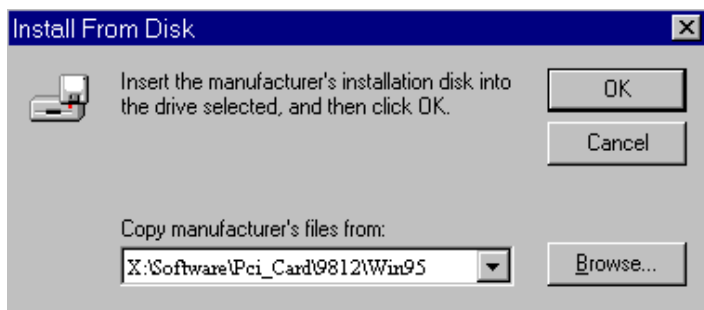 Install From Disk
Insert the manufacturer's installation disk into
the drive selected, and then click OK.
OK
Cancel
Copy manufacturer's files from:
X:\Software\Pci_Card\9812\Win95
Browse...